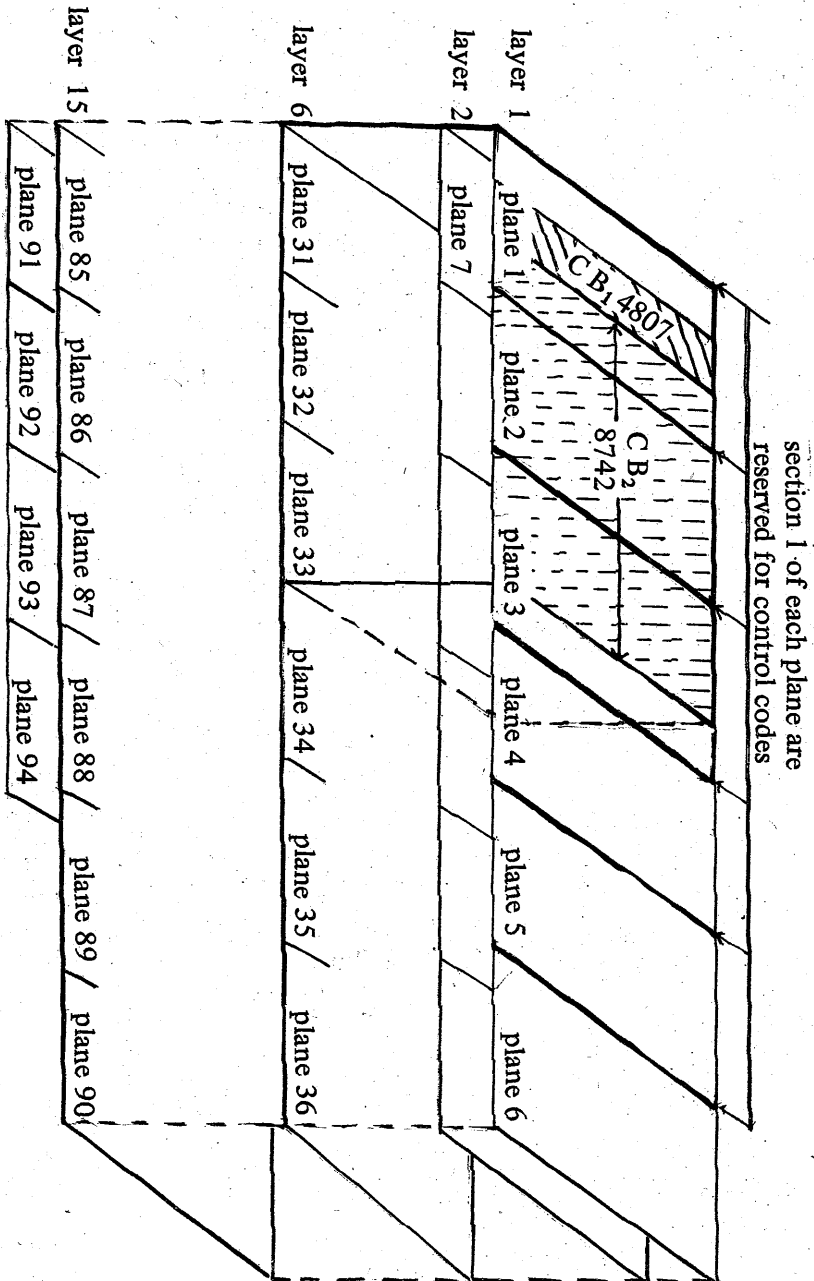 section 1 of each plane are
reserved for control codes
C B₁ 4807
C B₂
8742
layer 1
plane 1
plane 2
plane 3
plane 4
plane 5
plane 6
layer 2
plane 7
layer 6
plane 31
plane 32
plane 33
plane 34
plane 35
plane 36
layer 15
plane 85
plane 86
plane 87
plane 88
plane 89
plane 90
plane 91
plane 92
plane 93
plane 94